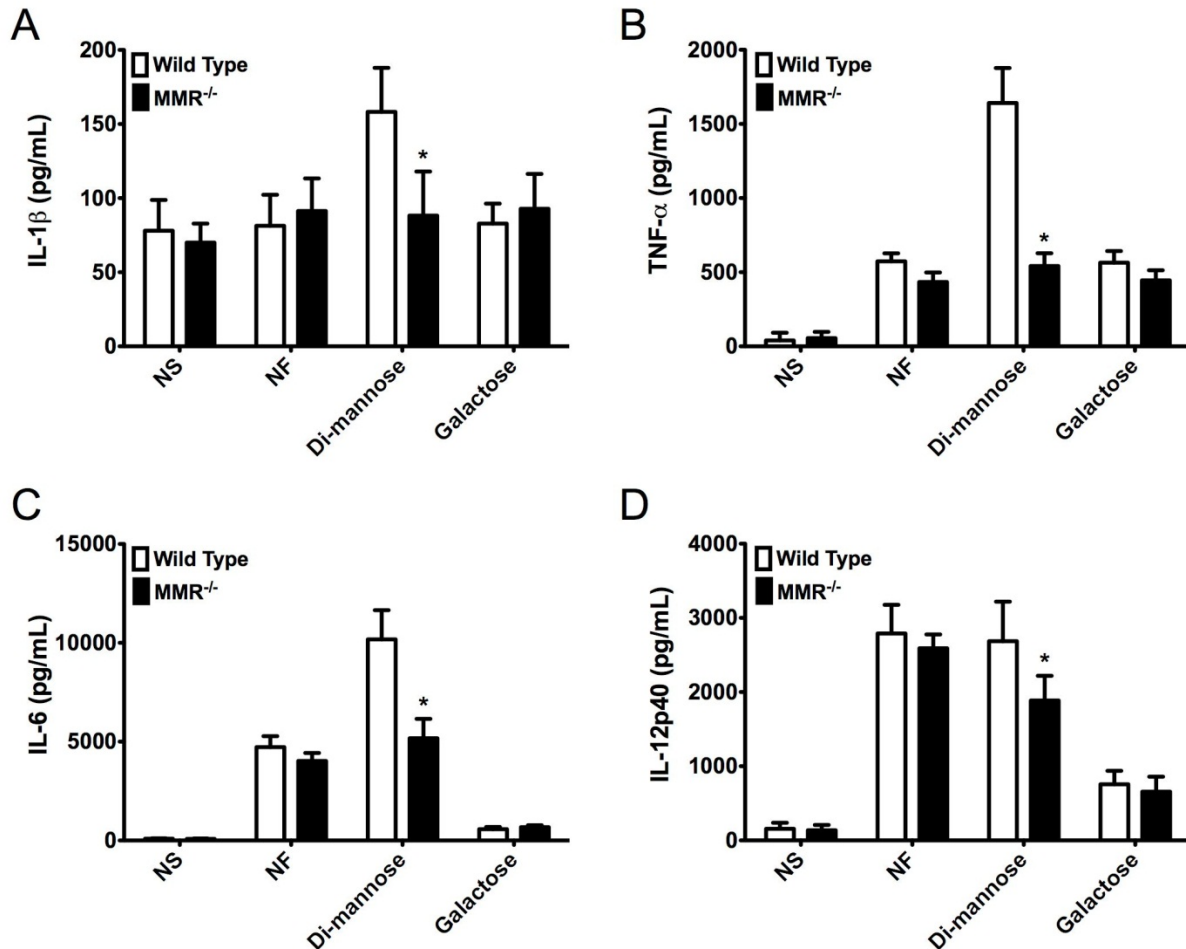 A
IL-1β (pg/mL)
200
150
100
50
0
Wild Type
MMR-/-
*
NS
NF
Di-mannose
Galactose
B
TNF-α (pg/mL)
2000
1500
1000
500
0
Wild Type
MMR-/-
*
NS
NF
Di-mannose
Galactose
C
IL-6 (pg/mL)
15000
10000
5000
0
Wild Type
MMR-/-
*
NS
NF
Di-mannose
Galactose
D
IL-12p40 (pg/mL)
4000
3000
2000
1000
0
Wild Type
MMR-/-
*
NS
NF
Di-mannose
Galactose